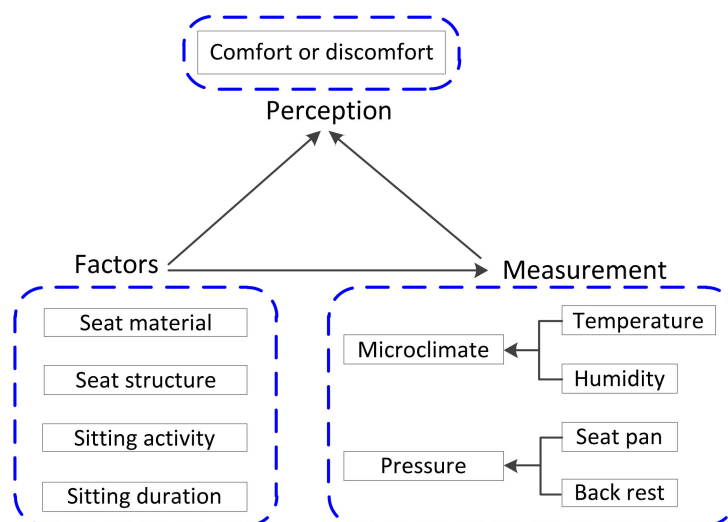 Comfort or discomfort
Perception
Factors
Measurement
Seat material
Seat structure
Sitting activity
Sitting duration
Microclimate
Temperature
Humidity
Pressure
Seat pan
Back rest